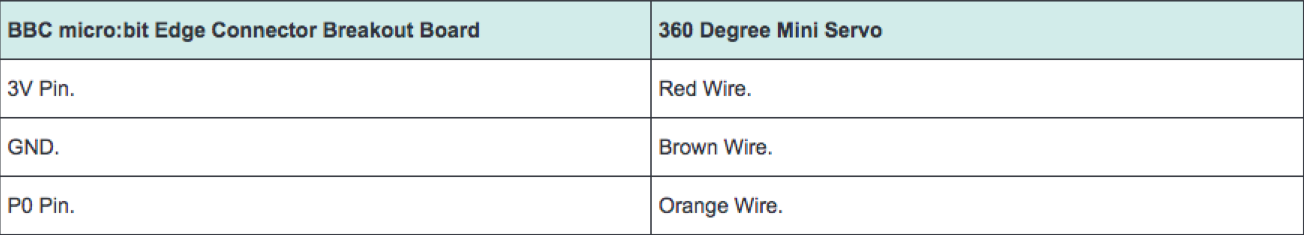 BBC micro:bit Edge Connector Breakout Board 360 Degree Mini Servo
3V Pin. Red Wire.
GND. Brown Wire.
P0 Pin. Orange Wire.